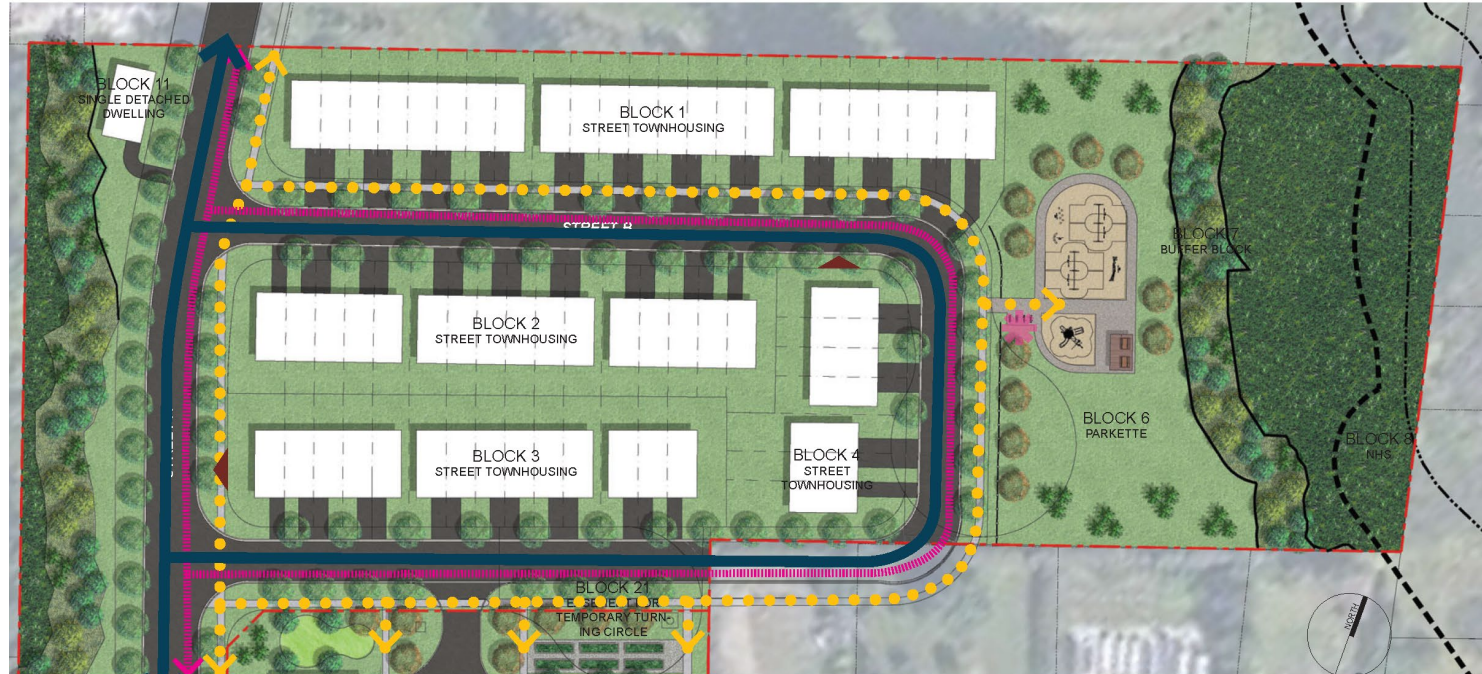 BLOCK 11
SINGLE DETACHED
DWELLING
BLOCK 1
STREET TOWNHOUSING
STREET B
BLOCK 7
BUFFER BLOCK
BLOCK 2
STREET TOWNHOUSING
BLOCK 6
PARKETTE
BLOCK 8
NHS
BLOCK 3
STREET TOWNHOUSING
BLOCK 4
STREET
TOWNHOUSING
BLOCK 21
TEMPORARY TURN-
ING CIRCLE
NORTH